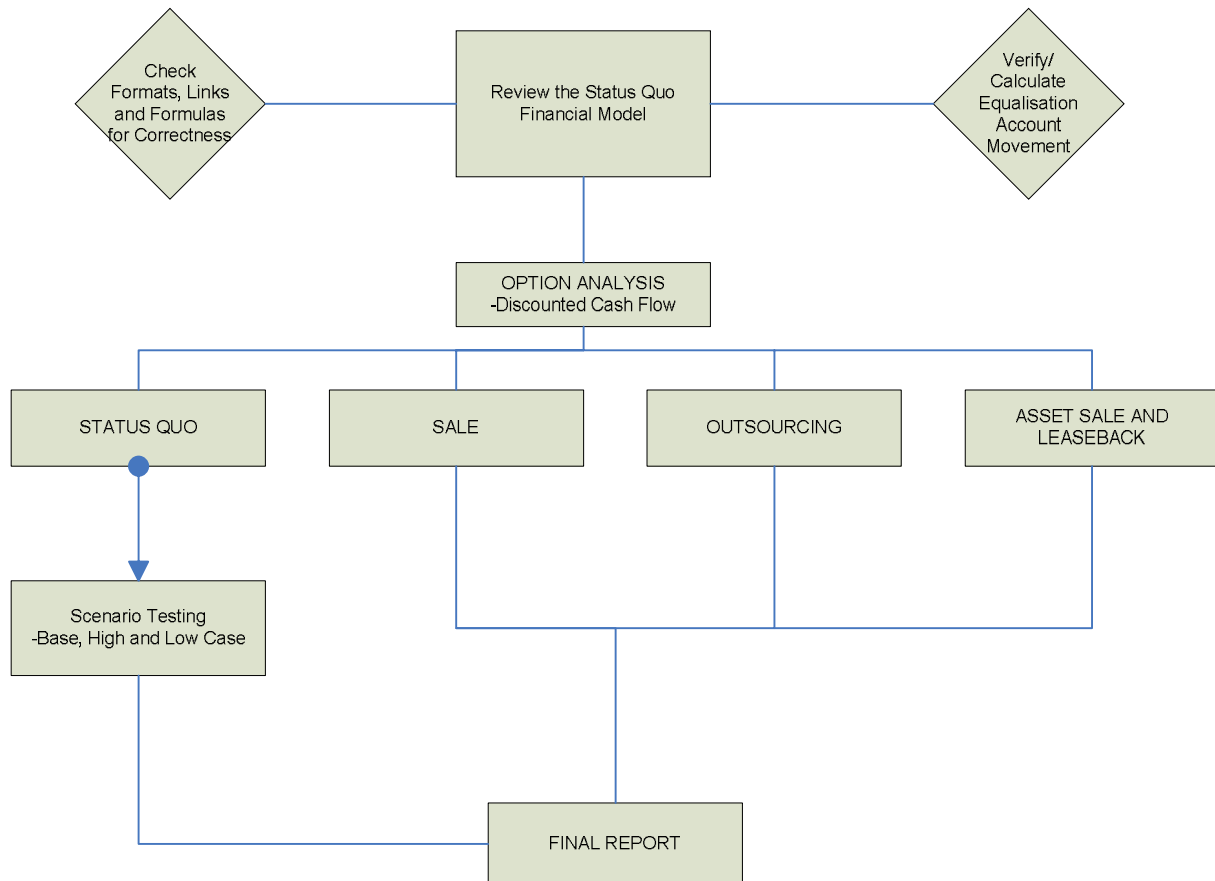 Check
Formats, Links
and Formulas
for Correctness
Review the Status Quo
Financial Model
Verify/
Calculate
Equalisation
Account
Movement
OPTION ANALYSIS
-Discounted Cash Flow
STATUS QUO
SALE
OUTSOURCING
ASSET SALE AND
LEASEBACK
Scenario Testing
-Base, High and Low Case
FINAL REPORT